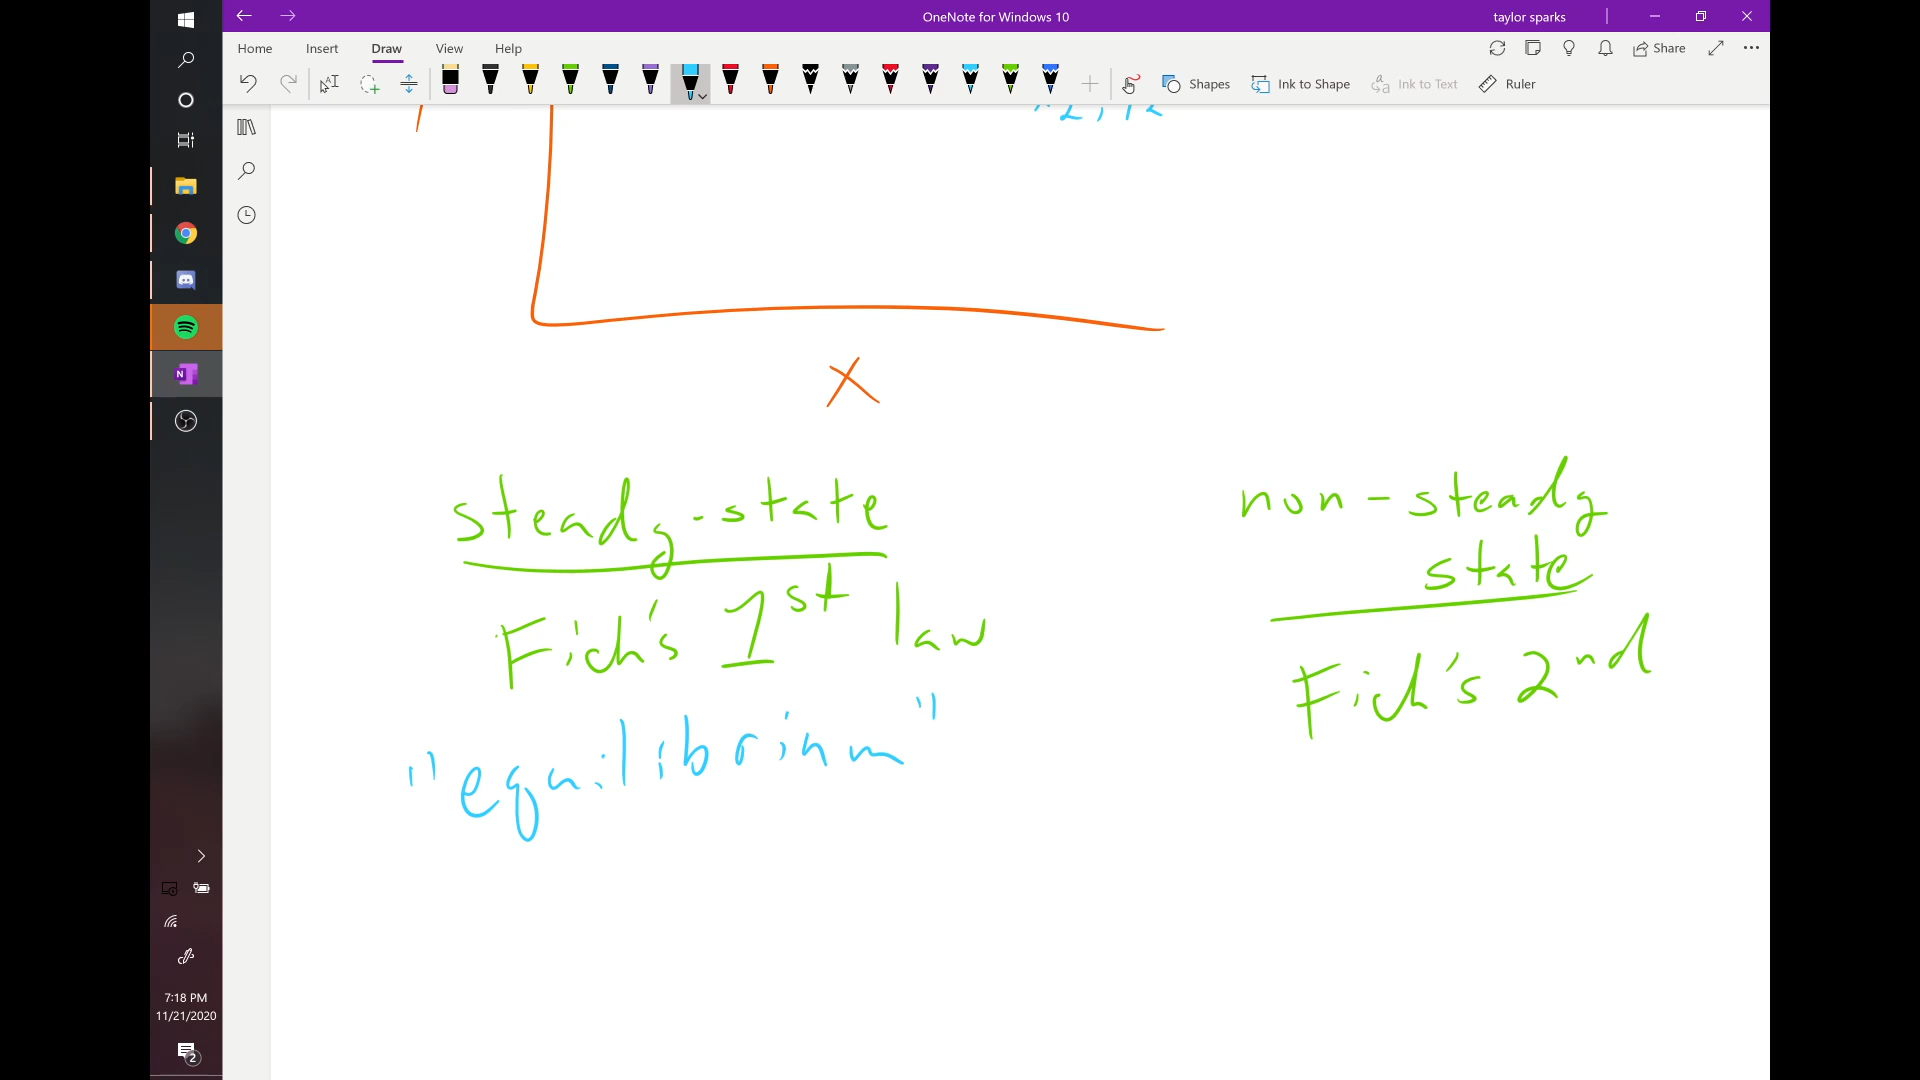 OneNote for Windows 10
taylor sparks
Home Insert Draw View Help
Share
Shapes Ink to Shape Ink to Text Ruler
x
steady-state
non-steady
state
Fick's 1st law
Fick's 2nd
"equilibrium"
7:18 PM
11/21/2020
2